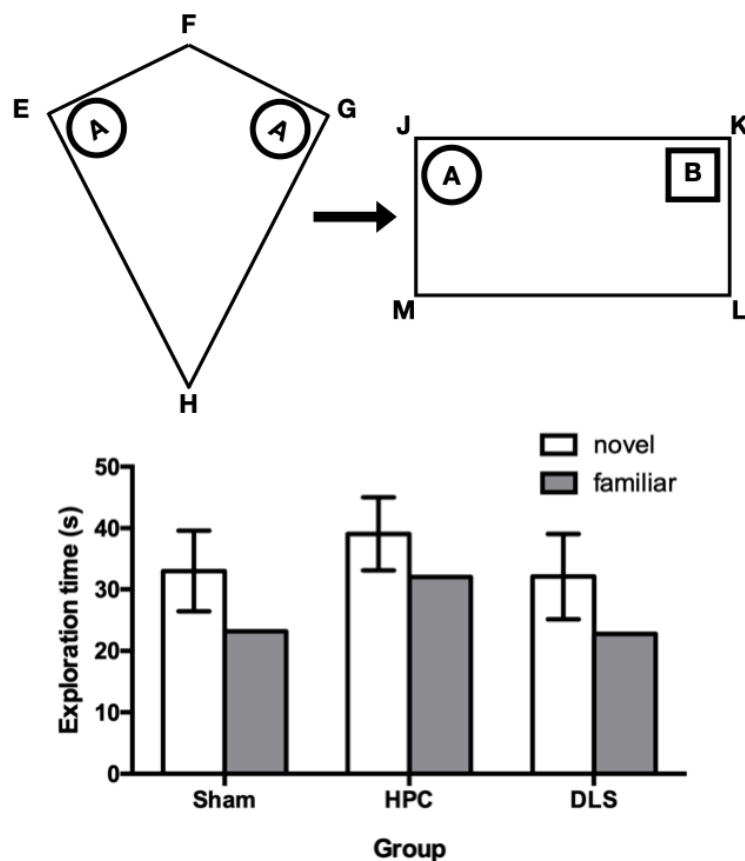 F
E
A
A
G
J
K
A
B
M
L
H
novel
familiar
50
40
30
20
10
0
Exploration time (s)
Sham
HPC
DLS
Group